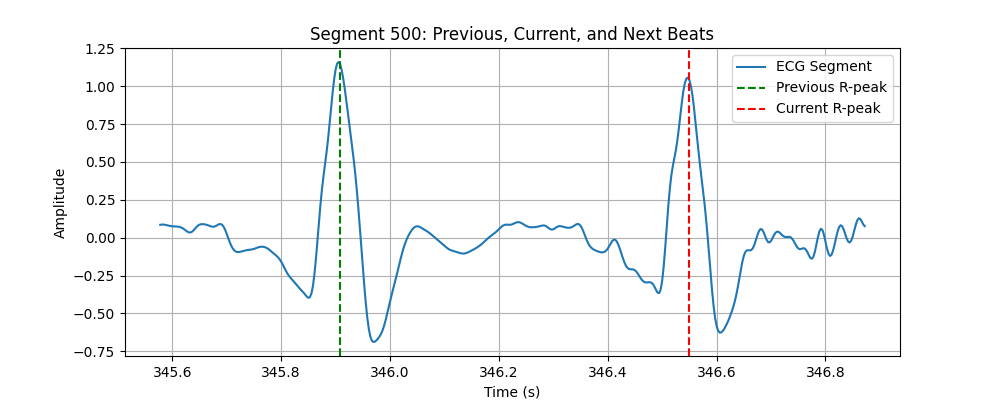 Segment 500: Previous, Current, and Next Beats
1.25
1.00
0.75
0.50
0.25
0.00
−0.25
−0.50
−0.75
Amplitude
ECG Segment
Previous R-peak
Current R-peak
345.6 345.8 346.0 346.2 346.4 346.6 346.8
Time (s)